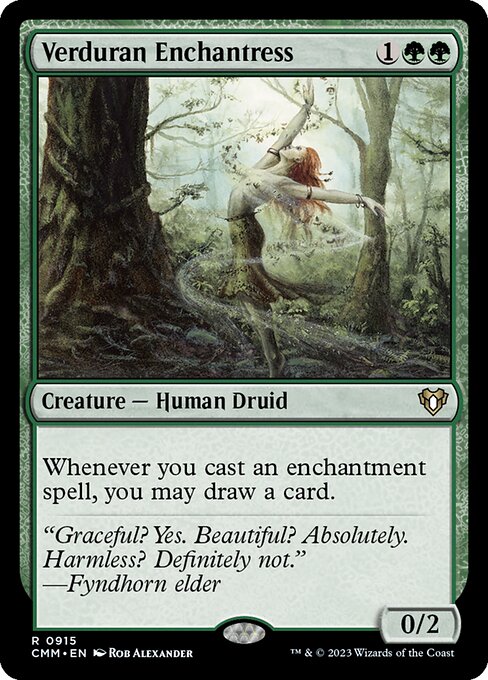 Verduran Enchantress 1
Creature — Human Druid
Whenever you cast an enchantment
spell, you may draw a card.
“Graceful? Yes. Beautiful? Absolutely.
Harmless? Definitely not.”
—Fyndhorn elder
0/2
R 0915
CMM • EN Rob Alexander
™ & © 2023 Wizards of the Coast